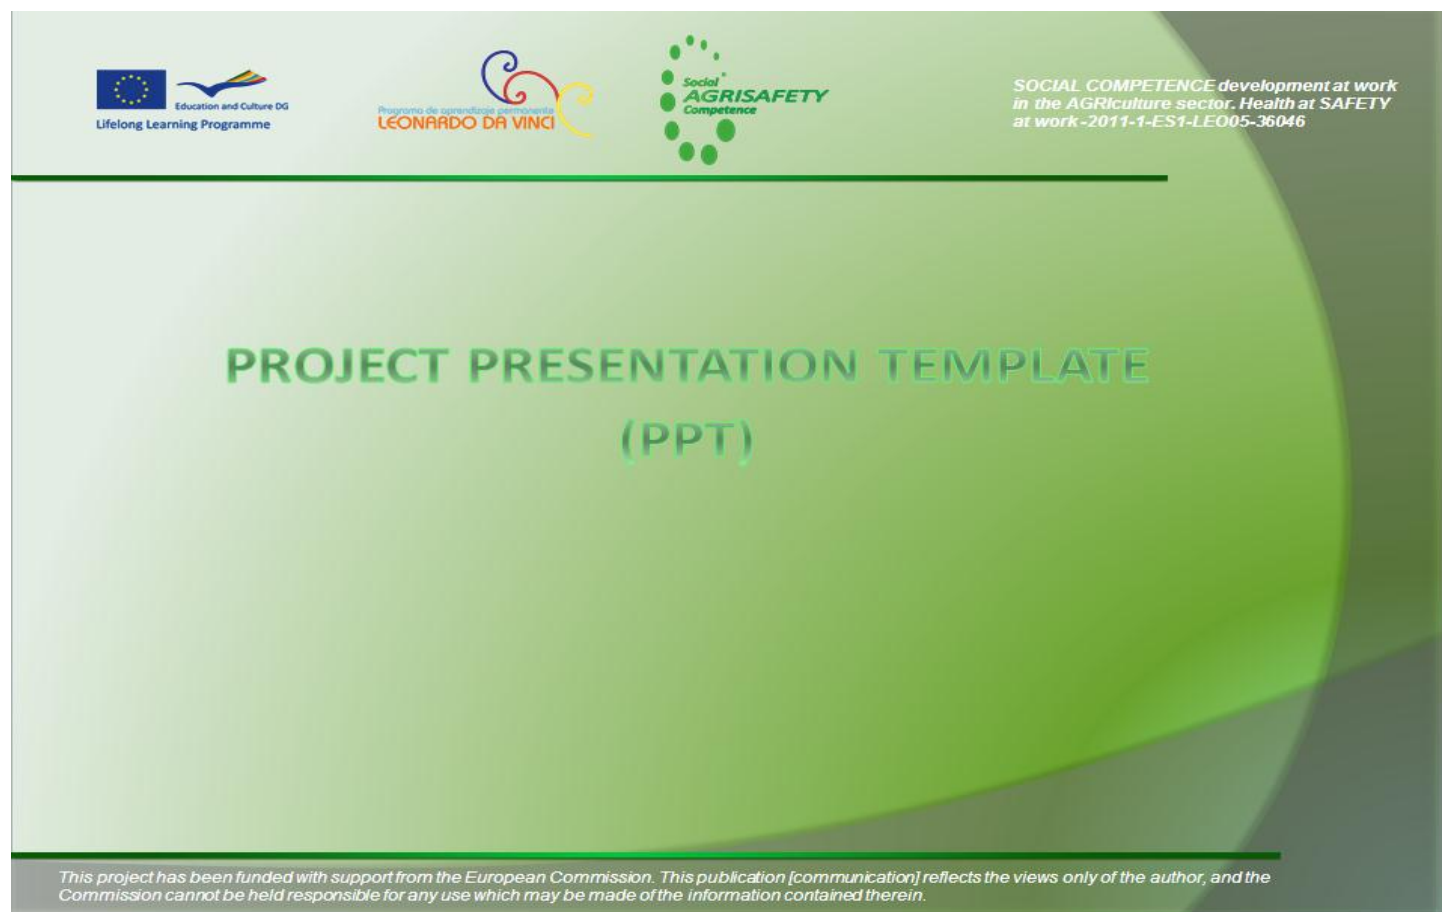 Education and Culture DG
Lifelong Learning Programme
Programa de aprendizaje permanente
LEONARDO DA VINCI
Social
AGRISAFETY
Competence
SOCIAL COMPETENCE development at work
in the AGRIculture sector. Health at SAFETY
at work -2011-1-ES1-LEO05-36046
PROJECT PRESENTATION TEMPLATE
(PPT)
This project has been funded with support from the European Commission. This publication [communication] reflects the views only of the author, and the
Commission cannot be held responsible for any use which may be made of the information contained therein.